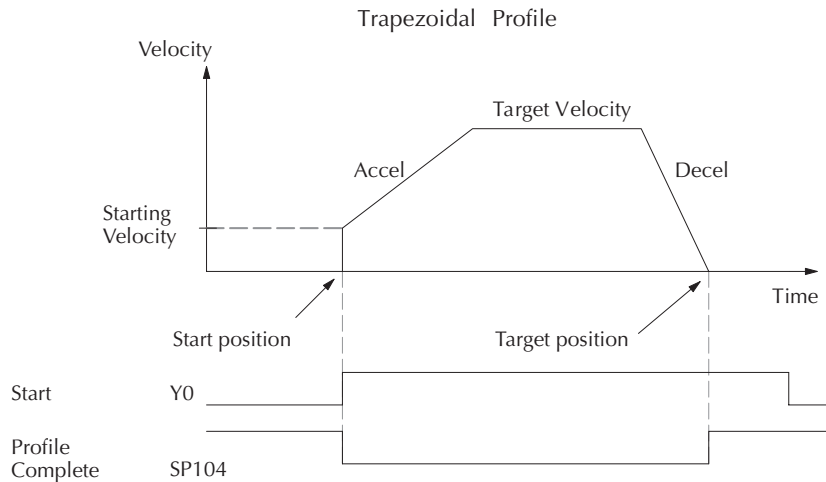 Trapezoidal Profile
Velocity
Target Velocity
Accel
Decel
Starting
Velocity
Time
Start position
Target position
Start
Y0
Profile
Complete
SP104